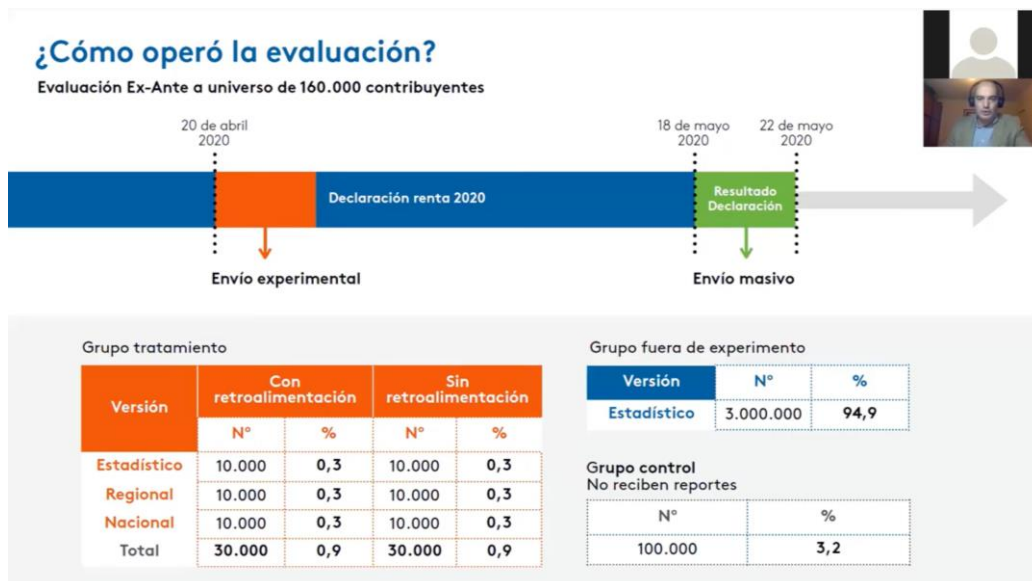 ¿Cómo operó la evaluación?
Evaluación Ex-Ante a universo de 160.000 contribuyentes
20 de abril
2020
18 de mayo
2020
22 de mayo
2020
Declaración renta 2020
Resultado
Declaración
Envío experimental
Envío masivo
Grupo tratamiento
Versión
Con
retroalimentación
Sin
retroalimentación
N° % N° %
Estadístico 10.000 0,3 10.000 0,3
Regional 10.000 0,3 10.000 0,3
Nacional 10.000 0,3 10.000 0,3
Total 30.000 0,9 30.000 0,9
Grupo fuera de experimento
Versión N° %
Estadístico 3.000.000 94,9
Grupo control
No reciben reportes
N° %
100.000 3,2